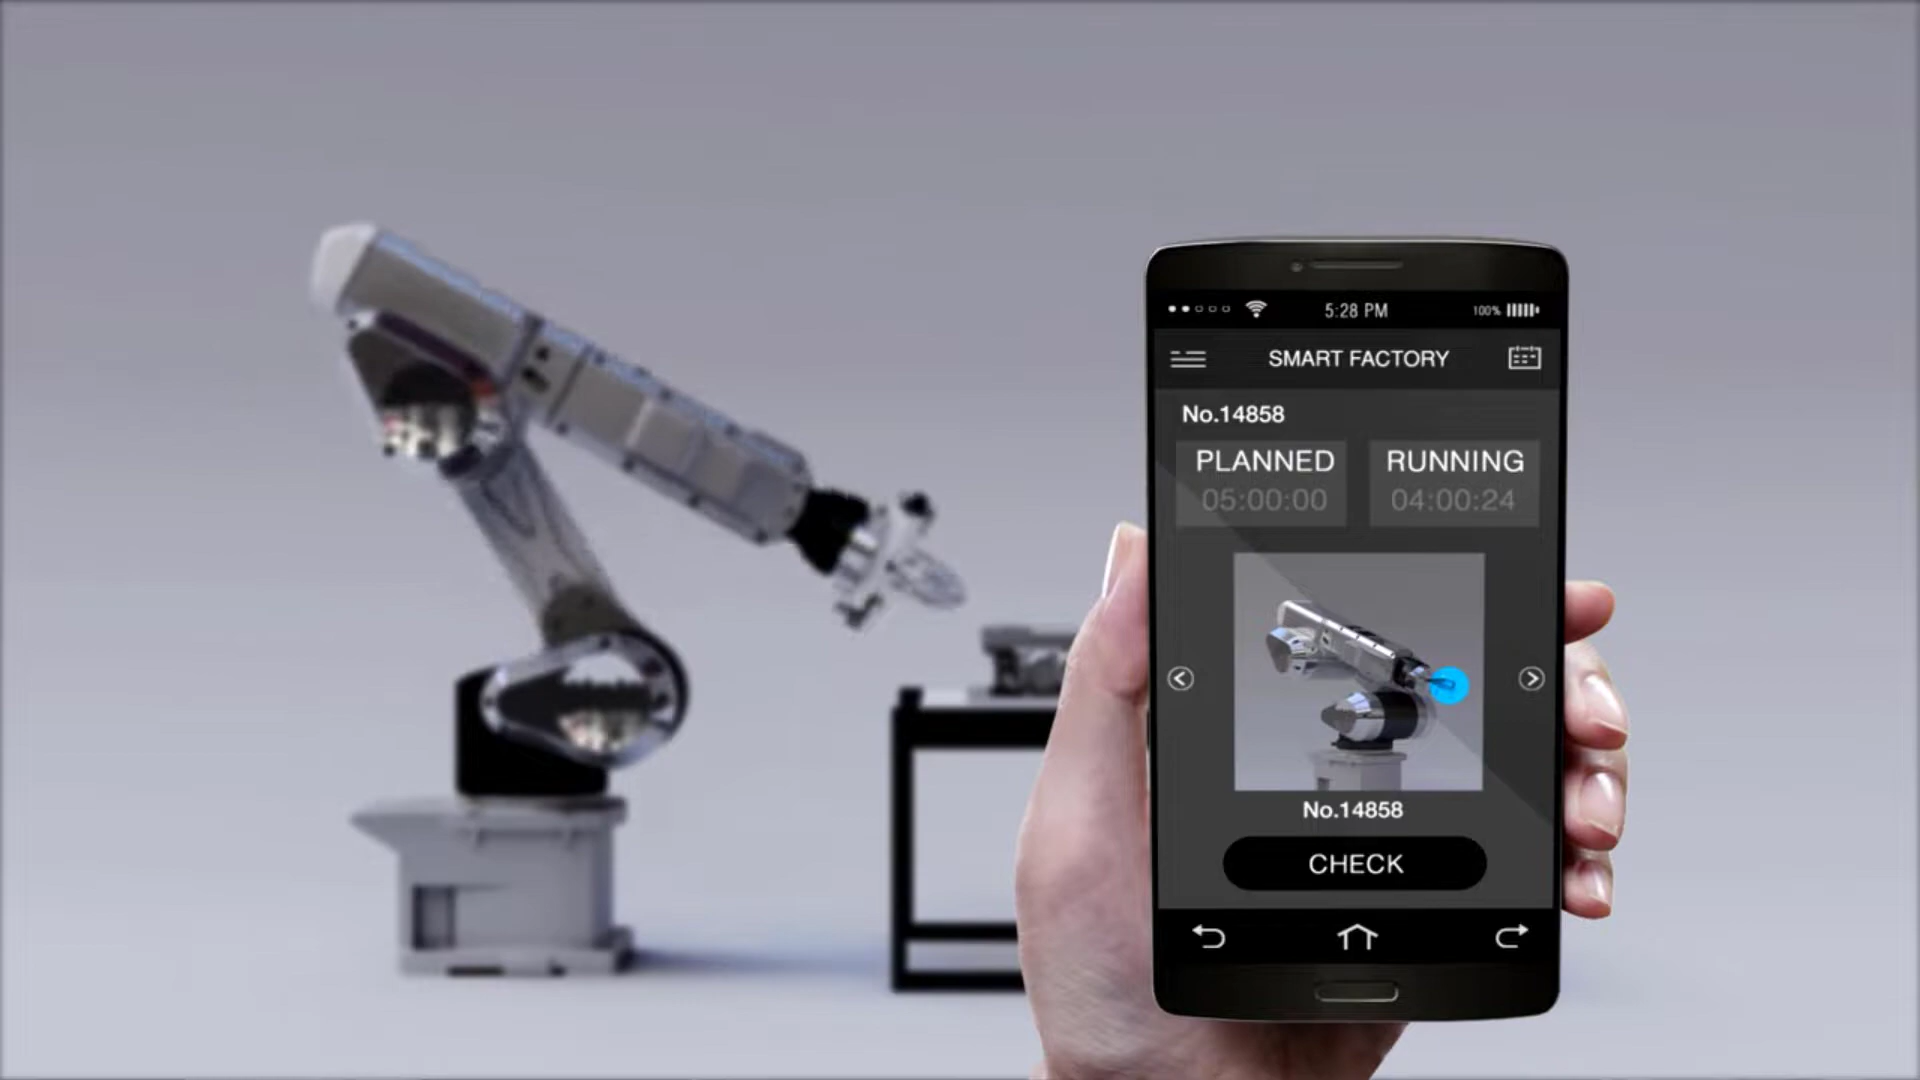 5:28 PM
100%
SMART FACTORY
No.14858
PLANNED
05:00:00
RUNNING
04:00:24
No.14858
CHECK